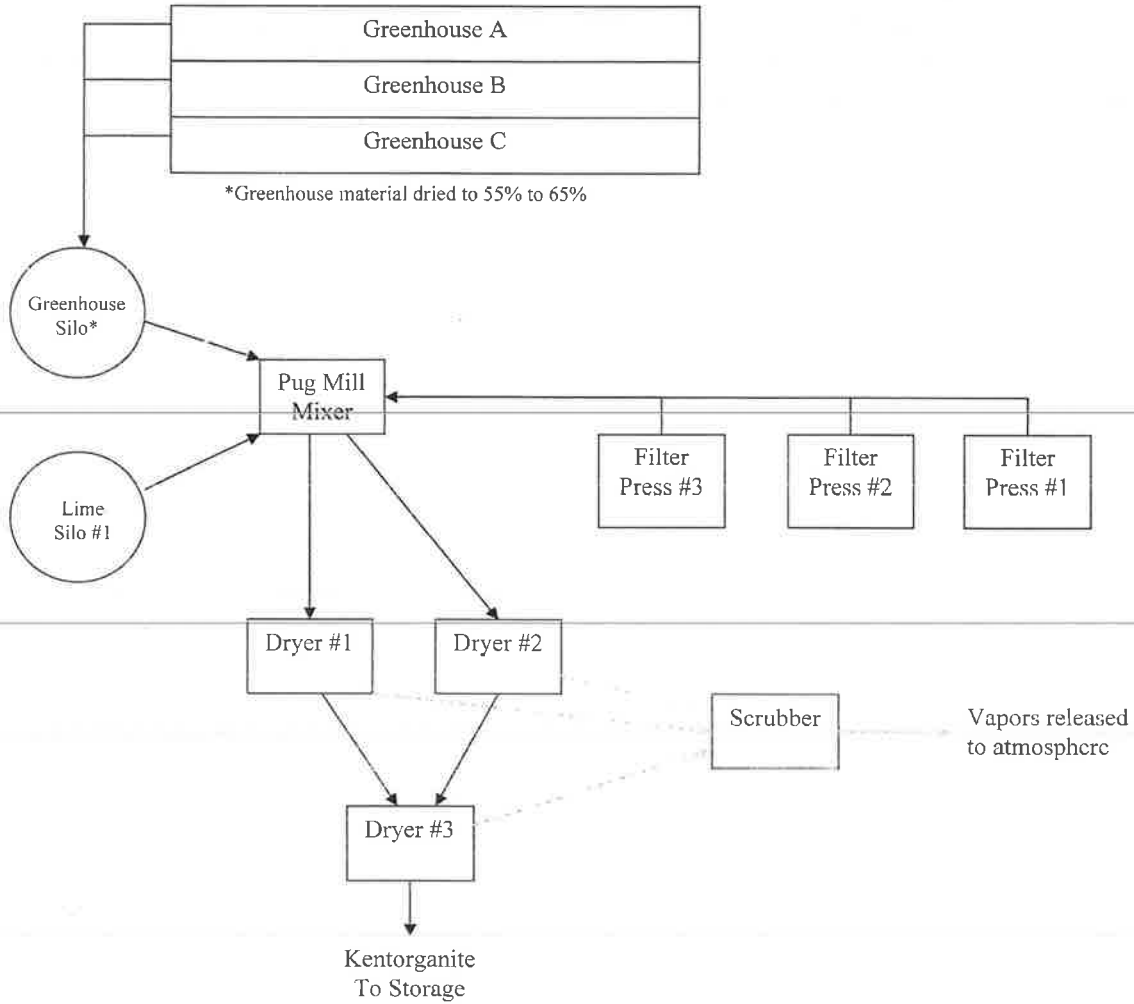 Greenhouse A
Greenhouse B
Greenhouse C
*Greenhouse material dried to 55% to 65%
Greenhouse
Silo*
Pug Mill
Mixer
Filter
Press #3
Filter
Press #2
Filter
Press #1
Lime
Silo #1
Dryer #1
Dryer #2
Scrubber
Vapors released
to atmosphere
Dryer #3
Kentorganite
To Storage